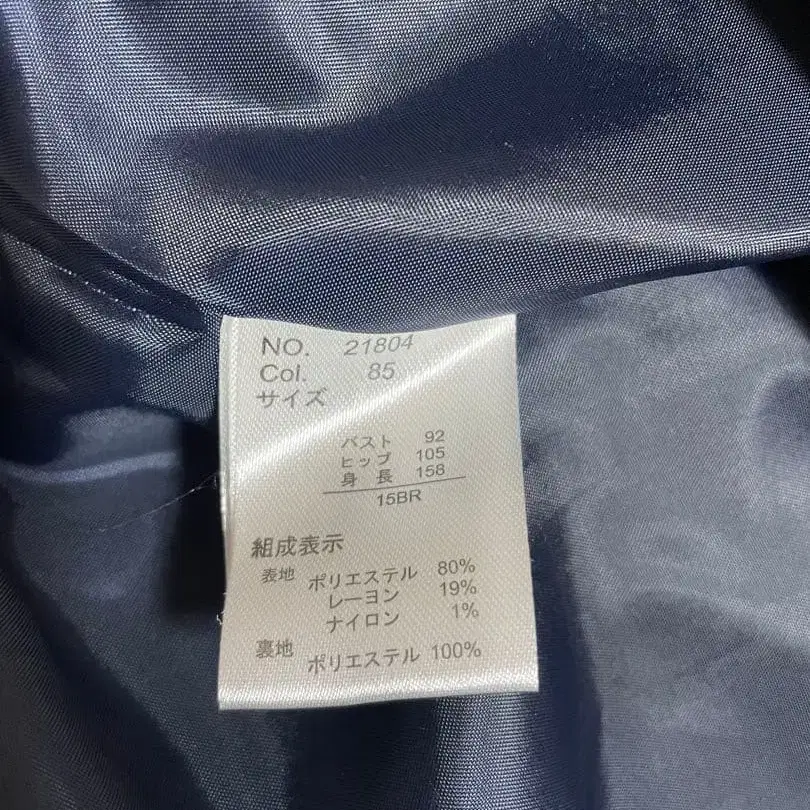 NO. 21804
Col. 85
サイズ
バスト 92
ヒップ 105
身長 158
15BR
組成表示
表地 ポリエステル 80%
レーヨン 19%
ナイロン 1%
裏地 ポリエステル 100%